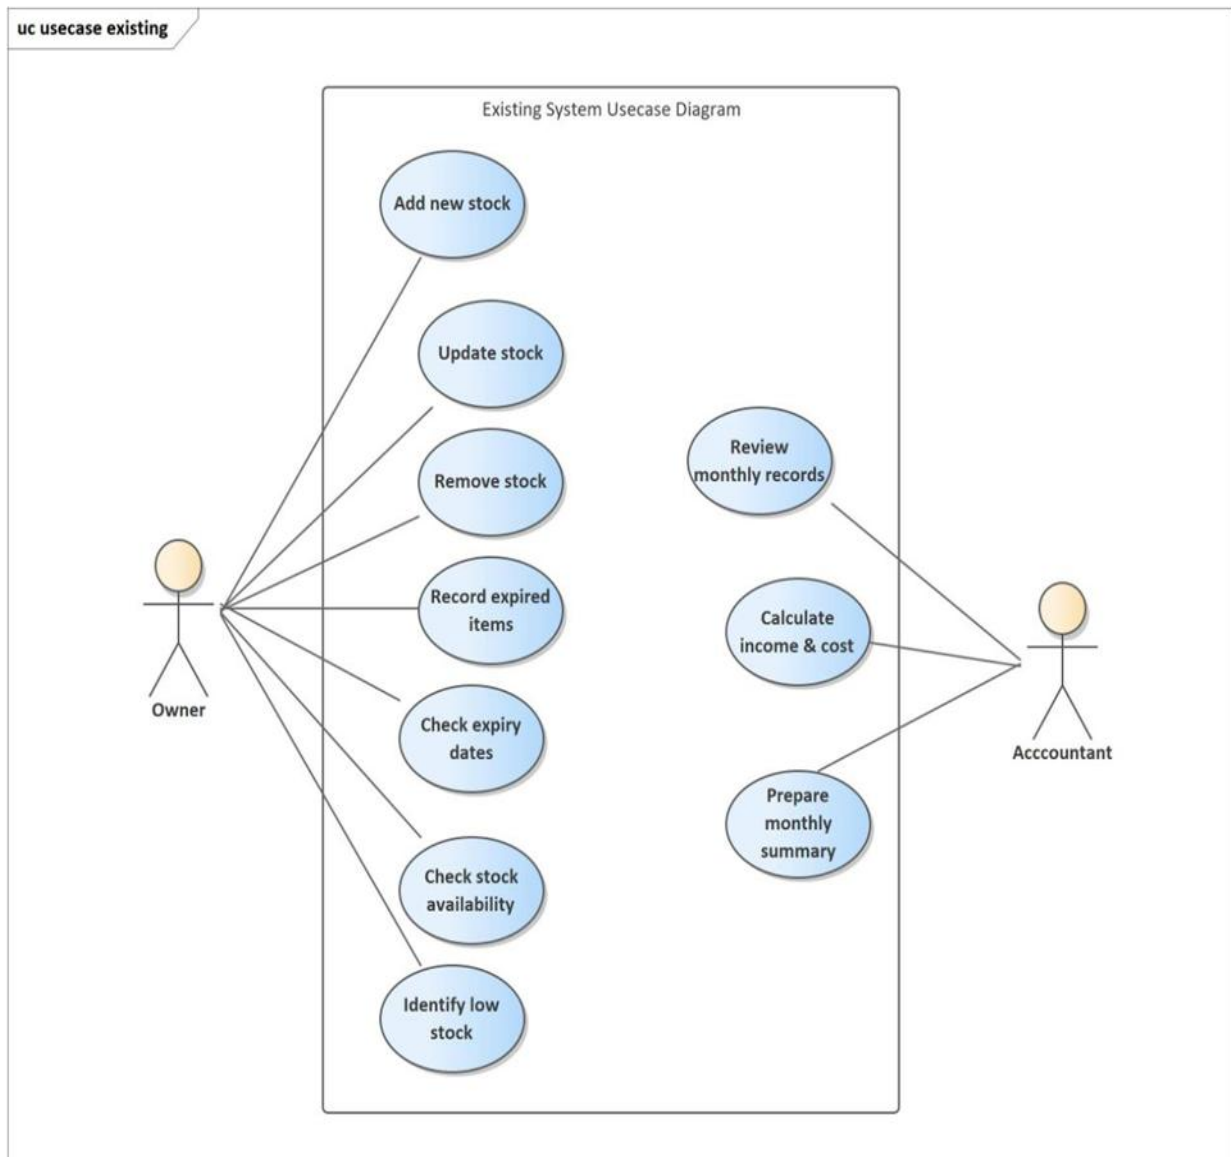 uc usecase existing
Existing System Usecase Diagram
Add new stock
Update stock
Remove stock
Record expired
items
Check expiry
dates
Check stock
availability
Identify low
stock
Review
monthly records
Calculate
income & cost
Prepare
monthly
summary
Owner
Acccountant